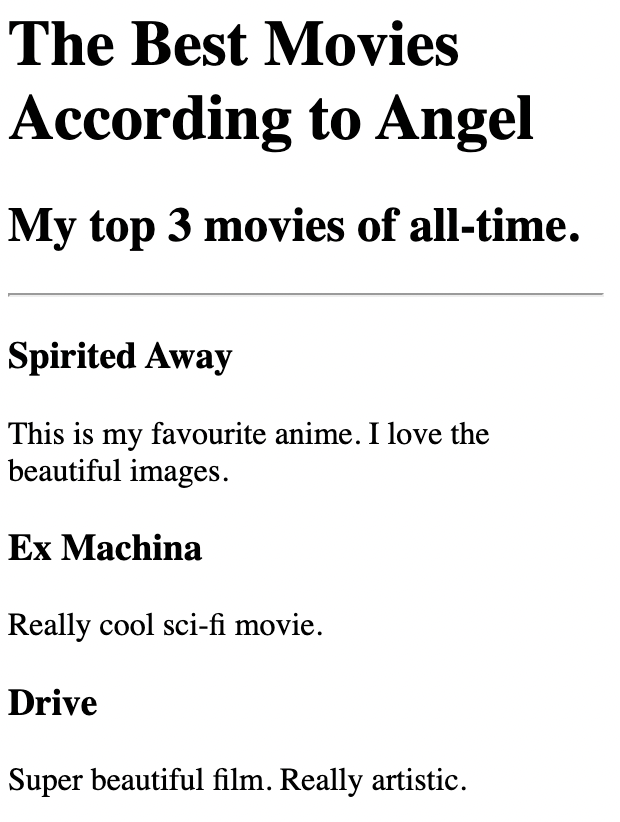 The Best Movies
According to Angel
My top 3 movies of all-time.
Spirited Away
This is my favourite anime. I love the
beautiful images.
Ex Machina
Really cool sci-fi movie.
Drive
Super beautiful film. Really artistic.